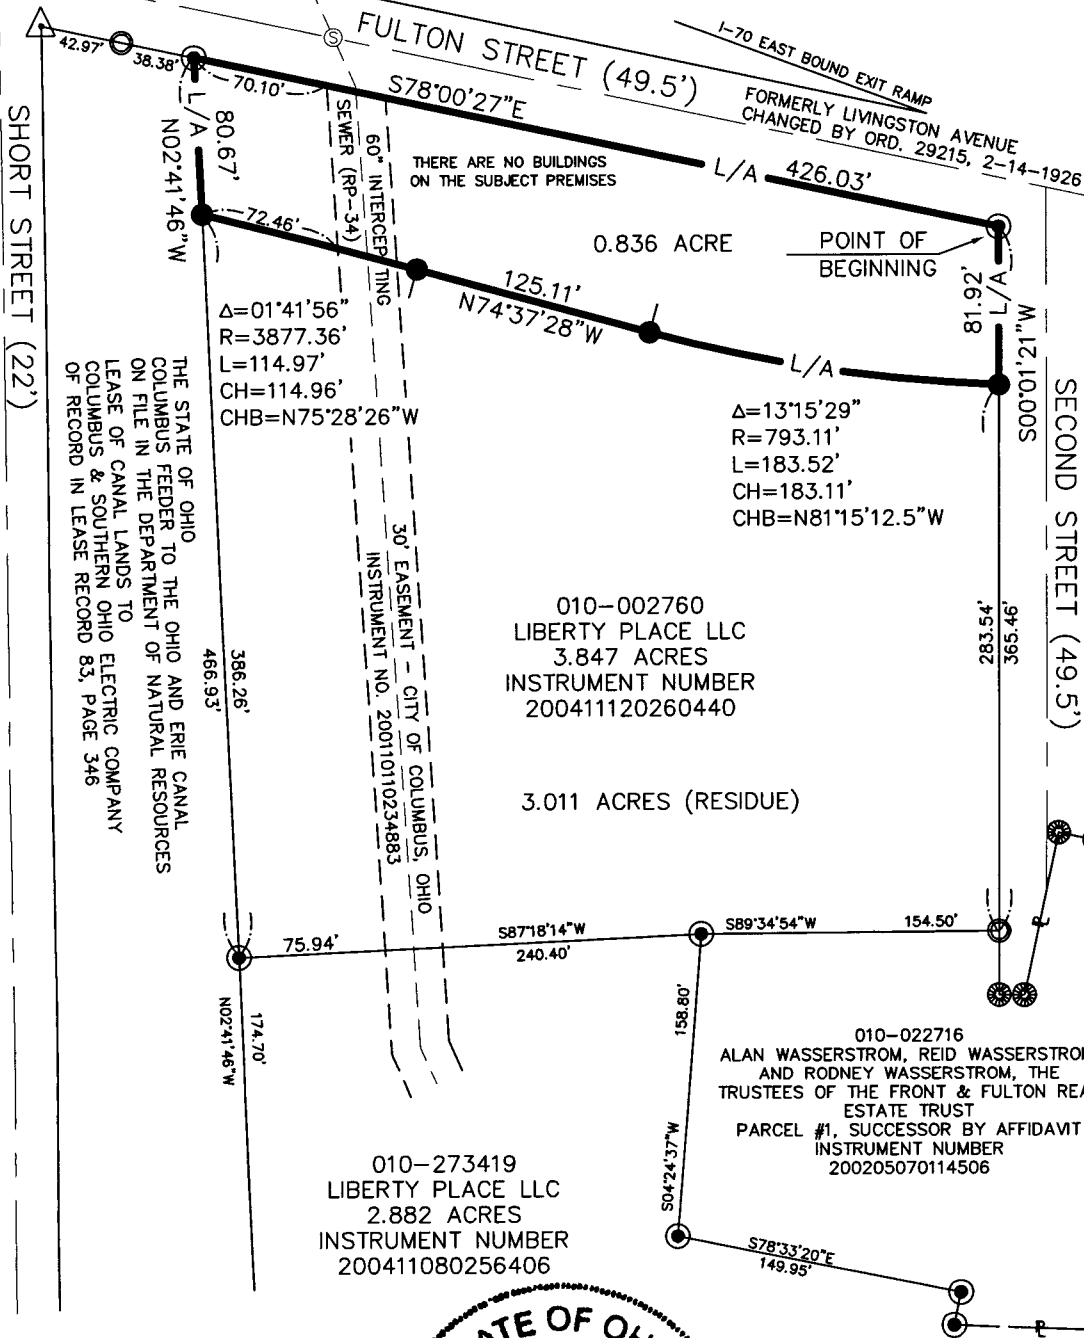 42.97'
38.38'
70.10'
S
FULTON STREET (49.5')
I-70 EAST BOUND EXIT RAMP
FORMERLY LIVINGSTON AVENUE
CHANGED BY ORD. 29215, 2-14-1926
S78°00'27"E
L/A
426.03'
L/A
80.67'
N02°41'46"W
SHORT STREET (22')
60" INTERCEPTING
SEWER (RP-34)
THERE ARE NO BUILDINGS
ON THE SUBJECT PREMISES
72.46'
0.836 ACRE
POINT OF
BEGINNING
L/A
81.92'
S00°01'21"W
125.11'
N74°37'28"W
L/A
Δ=01°41'56"
R=3877.36'
L=114.97'
CH=114.96'
CHB=N75°28'26"W
Δ=13°15'29"
R=793.11'
L=183.52'
CH=183.11'
CHB=N81°15'12.5"W
SECOND STREET (49.5')
THE STATE OF OHIO
COLUMBUS FEEDER TO THE OHIO AND ERIE CANAL
ON FILE IN THE DEPARTMENT OF NATURAL RESOURCES
LEASE OF CANAL LANDS TO
COLUMBUS & SOUTHERN OHIO ELECTRIC COMPANY
OF RECORD IN LEASE RECORD 83, PAGE 346
386.26'
466.93'
30' EASEMENT - CITY OF COLUMBUS, OHIO
INSTRUMENT NO. 200110110234883
010-002760
LIBERTY PLACE LLC
3.847 ACRES
INSTRUMENT NUMBER
200411120260440
283.54'
365.46'
3.011 ACRES (RESIDUE)
75.94'
S87°18'14"W
240.40'
S89°34'54"W
154.50'
P
174.70'
N02°41'46"W
158.80'
S04°24'37"W
010-022716
ALAN WASSERSTROM, REID WASSERSTROM
AND RODNEY WASSERSTROM, THE
TRUSTEES OF THE FRONT & FULTON REA
ESTATE TRUST
PARCEL #1, SUCCESSOR BY AFFIDAVIT
INSTRUMENT NUMBER
200205070114506
010-273419
LIBERTY PLACE LLC
2.882 ACRES
INSTRUMENT NUMBER
200411080256406
S78°33'20"E
149.95'
P
ATE OF OH